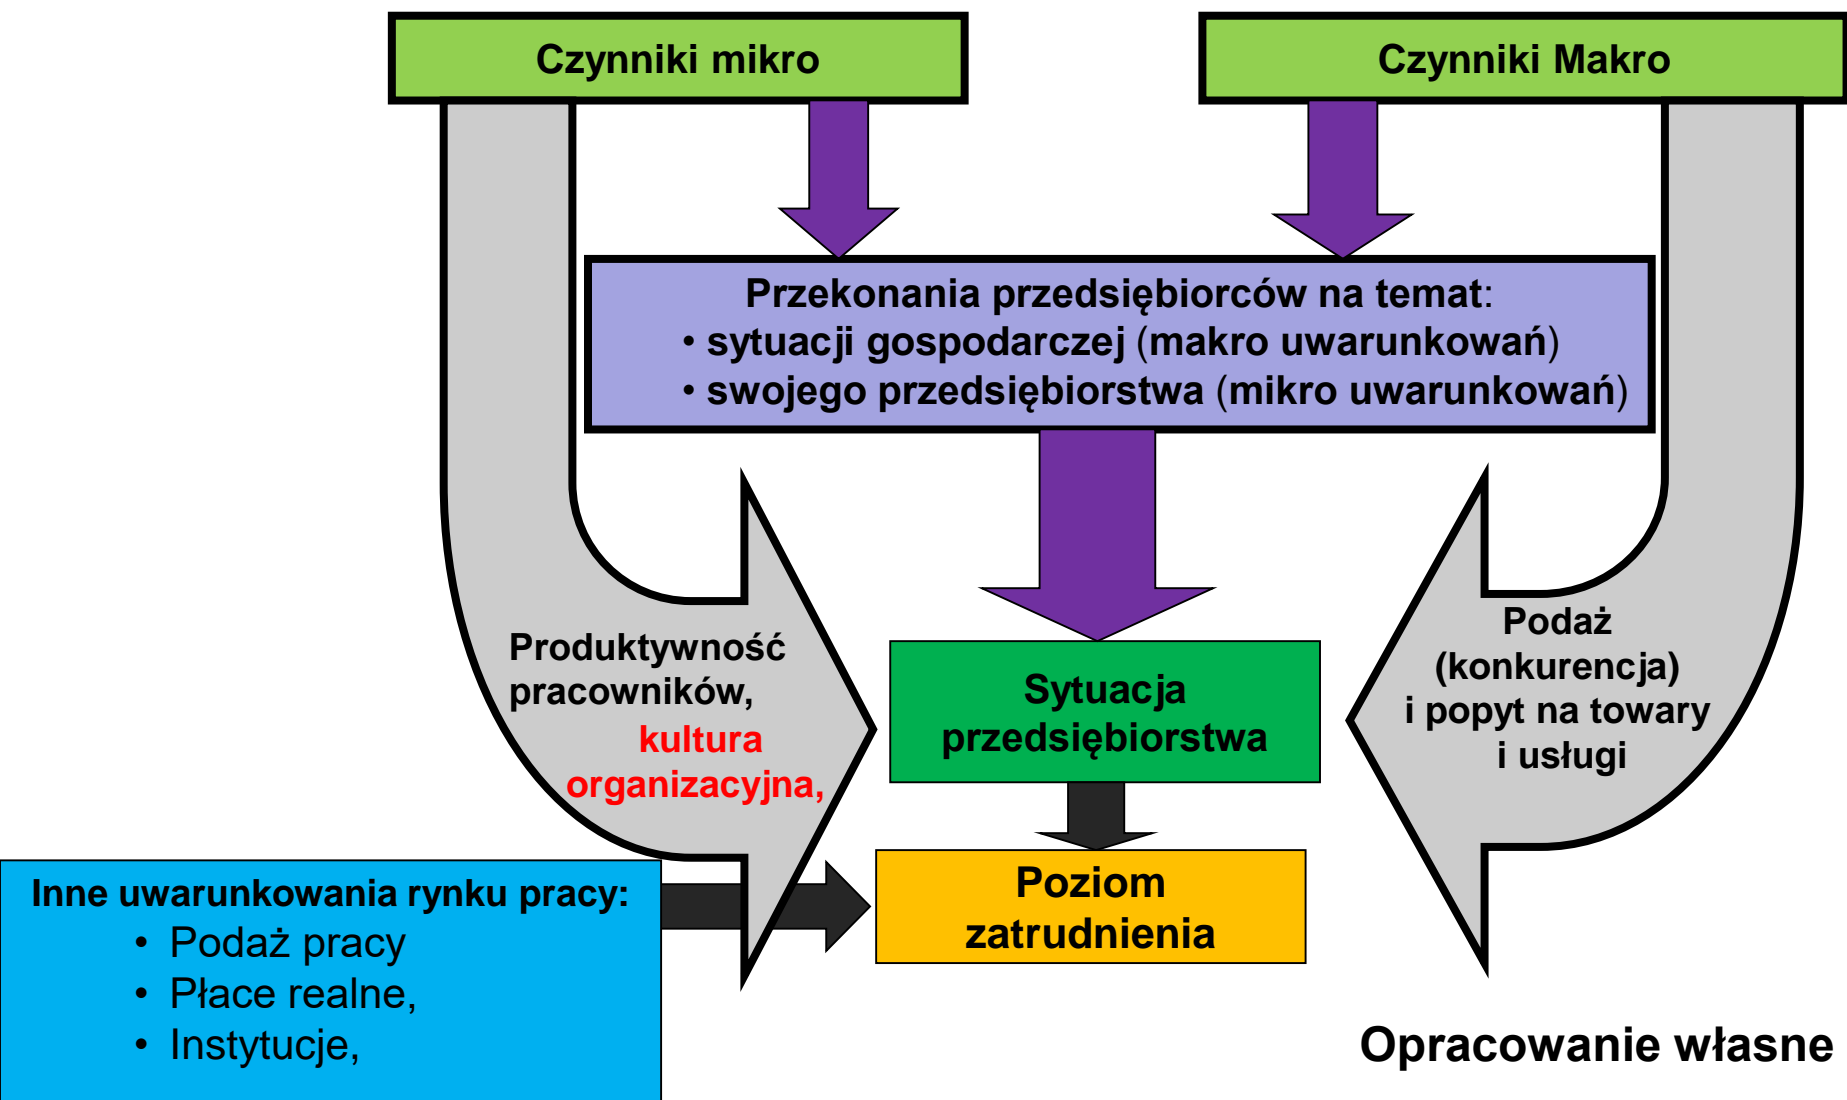 Czynniki mikro
Czynniki Makro
Przekonania przedsiębiorców na temat:
• sytuacji gospodarczej (makro uwarunkowań)
• swojego przedsiębiorstwa (mikro uwarunkowań)
Produktywność
pracowników,
kultura
organizacyjna,
Sytuacja
przedsiębiorstwa
Podaż
(konkurencja)
i popyt na towary
i usługi
Inne uwarunkowania rynku pracy:
• Podaż pracy
• Płace realne,
• Instytucje,
Poziom
zatrudnienia
Opracowanie własne